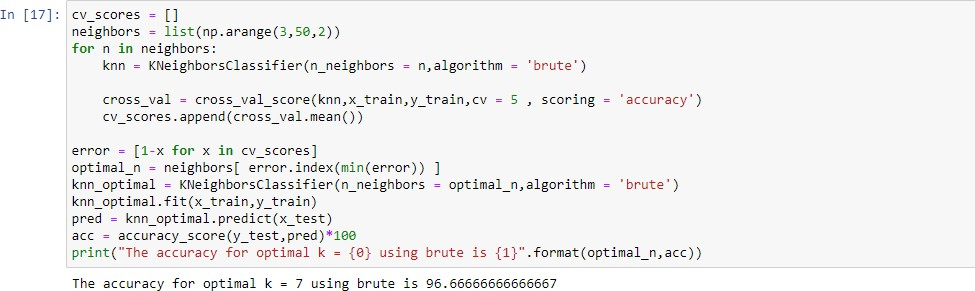 In [17]: cv_scores = []
neighbors = list(np.arange(3,50,2))
for n in neighbors:
    knn = KNeighborsClassifier(n_neighbors = n,algorithm = 'brute')
    cross_val = cross_val_score(knn,x_train,y_train,cv = 5 , scoring = 'accuracy')
    cv_scores.append(cross_val.mean())
error = [1-x for x in cv_scores]
optimal_n = neighbors[ error.index(min(error)) ]
knn_optimal = KNeighborsClassifier(n_neighbors = optimal_n,algorithm = 'brute')
knn_optimal.fit(x_train,y_train)
pred = knn_optimal.predict(x_test)
acc = accuracy_score(y_test,pred)*100
print("The accuracy for optimal k = {0} using brute is {1}".format(optimal_n,acc))
The accuracy for optimal k = 7 using brute is 96.66666666666667